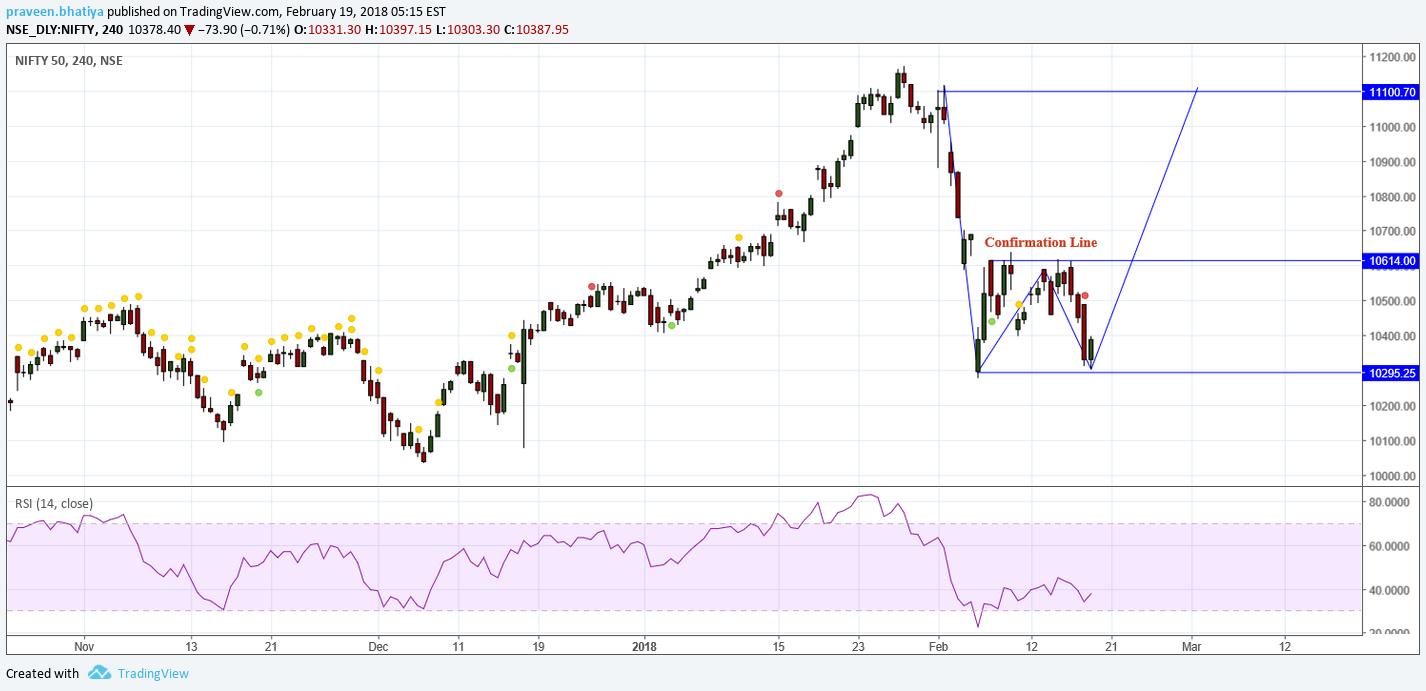 praveen.bhatiya published on TradingView.com, February 19, 2018 05:15 EST
NSE_DLY:NIFTY, 240 10378.40 ▼ −73.90 (−0.71%) O:10331.30 H:10397.15 L:10303.30 C:10387.95
NIFTY 50, 240, NSE
11200.00
11100.70
11000.00
10900.00
10800.00
10700.00
Confirmation Line
10614.00
10500.00
10400.00
10295.25
10200.00
10100.00
10000.00
RSI (14, close)
80.0000
60.0000
40.0000
20.0000
Nov 13 21 Dec 11 19 2018 15 23 Feb 12 21 Mar 12
Created with TradingView